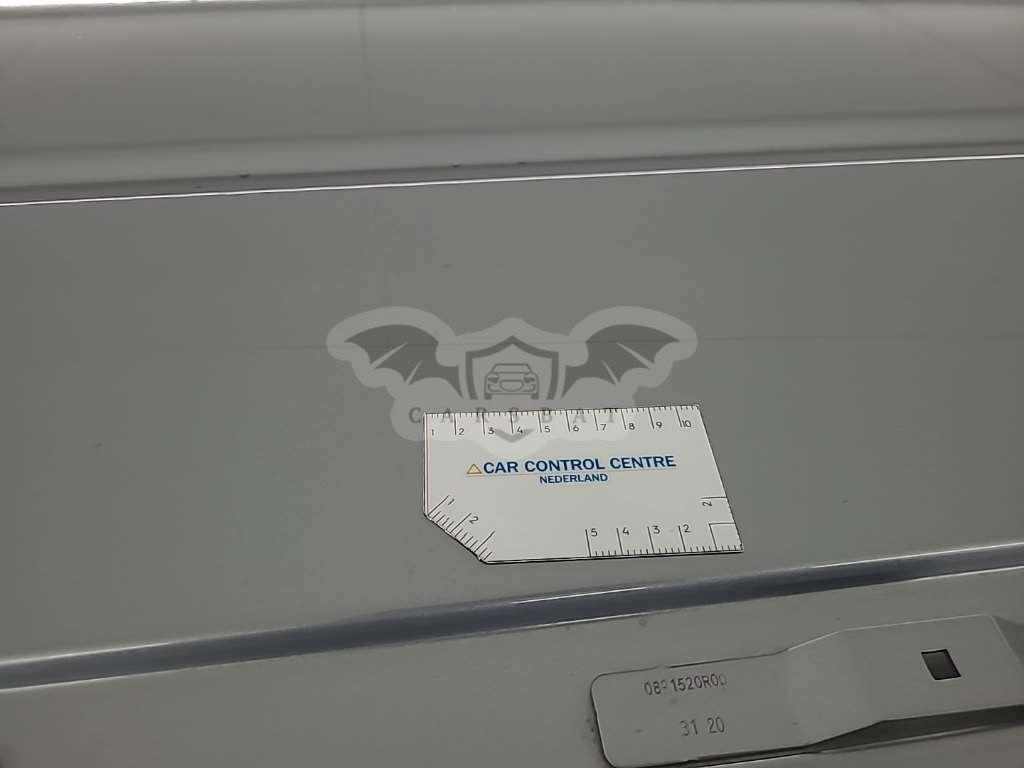 CARSBAT
1 2 3 4 5 6 7 8 9 10
CAR CONTROL CENTRE
NEDERLAND
2
2
5 4 3 2
31 20